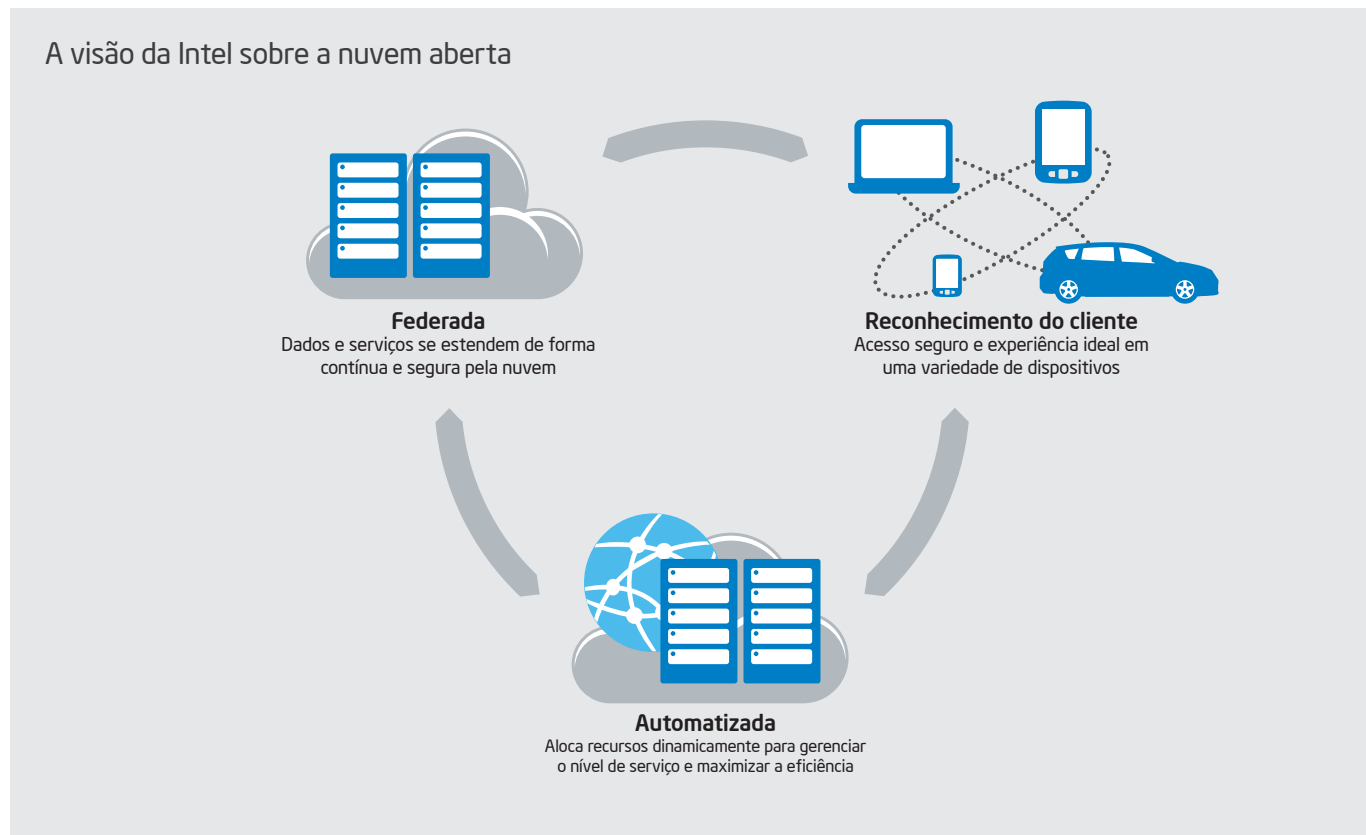 A visão da Intel sobre a nuvem aberta
Federada
Dados e serviços se estendem de forma
contínua e segura pela nuvem
Reconhecimento do cliente
Acesso seguro e experiência ideal em
uma variedade de dispositivos
Automatizada
Aloca recursos dinamicamente para gerenciar
o nível de serviço e maximizar a eficiência